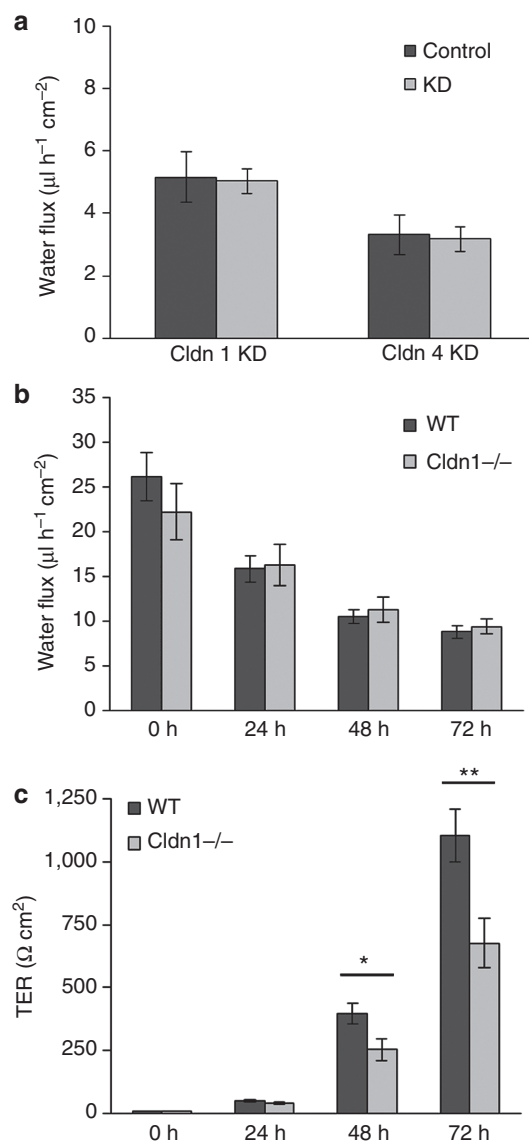 a
10
8
6
4
2
0
Water flux (μl h⁻¹ cm⁻²)
Control
KD
Cldn 1 KD
Cldn 4 KD
b
35
30
25
20
15
10
5
0
Water flux (μl h⁻¹ cm⁻²)
WT
Cldn1–/–
0 h
24 h
48 h
72 h
c
1,250
1,000
750
500
250
0
TER (Ω cm²)
WT
Cldn1–/–
*
**
0 h
24 h
48 h
72 h